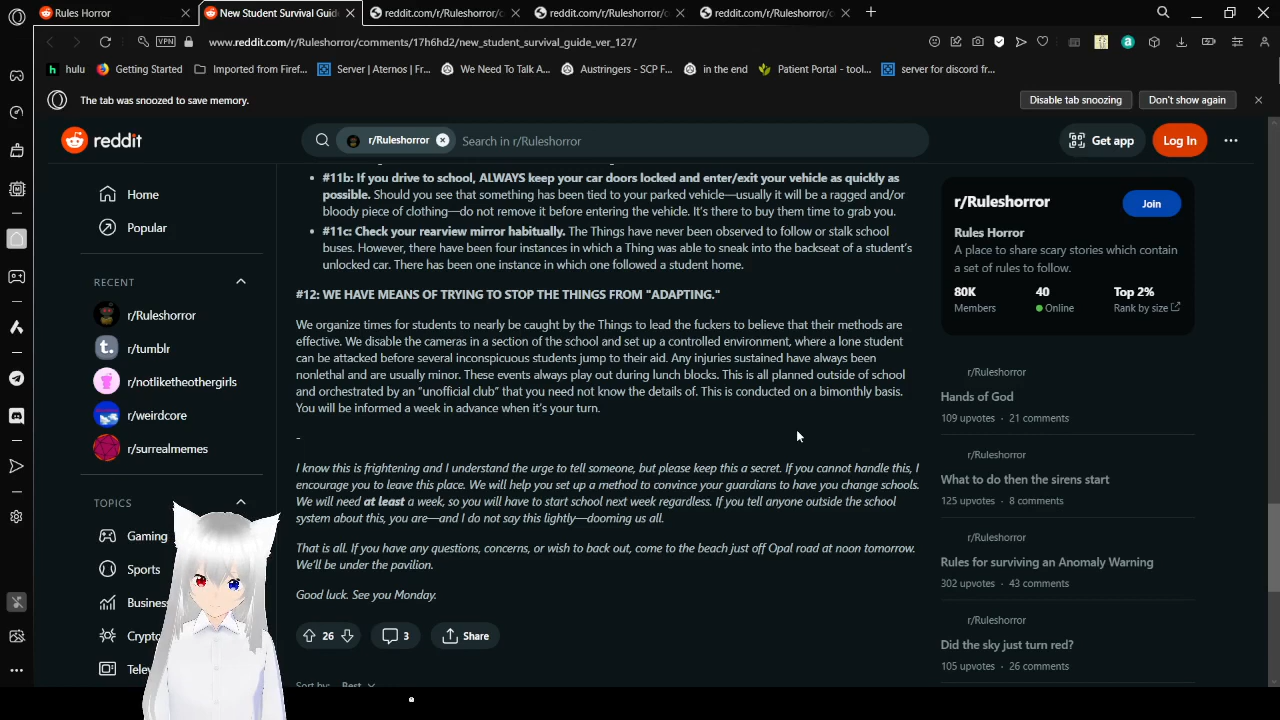 Rules Horror
New Student Survival Guide
reddit.com/r/Ruleshorror/c
reddit.com/r/Ruleshorror/c
reddit.com/r/Ruleshorror/c
VPN
www.reddit.com/r/Ruleshorror/comments/17h6hd2/new_student_survival_guide_ver_127/
hulu
Getting Started
Imported from Firef...
Server | Aternos | Fr...
We Need To Talk A...
Austringers - SCP F...
in the end
Patient Portal - tool...
server for discord fr...
The tab was snoozed to save memory.
Disable tab snoozing
Don't show again
reddit
r/Ruleshorror
Search in r/Ruleshorror
Get app
Log In
Home
Popular
RECENT
r/Ruleshorror
r/tumblr
r/notliketheothergirls
r/weirdcore
r/surrealmemes
TOPICS
Gaming
Sports
Busines
Crypto
Telev
#11b: If you drive to school, ALWAYS keep your car doors locked and enter/exit your vehicle as quickly as
possible. Should you see that something has been tied to your parked vehicle—usually it will be a ragged and/or
bloody piece of clothing—do not remove it before entering the vehicle. It's there to buy them time to grab you.
#11c: Check your rearview mirror habitually. The Things have never been observed to follow or stalk school
buses. However, there have been four instances in which a Thing was able to sneak into the backseat of a student's
unlocked car. There has been one instance in which one followed a student home.
#12: WE HAVE MEANS OF TRYING TO STOP THE THINGS FROM "ADAPTING."
We organize times for students to nearly be caught by the Things to lead the fuckers to believe that their methods are
effective. We disable the cameras in a section of the school and set up a controlled environment, where a lone student
can be attacked before several inconspicuous students jump to their aid. Any injuries sustained have always been
nonlethal and are usually minor. These events always play out during lunch blocks. This is all planned outside of school
and orchestrated by an "unofficial club" that you need not know the details of. This is conducted on a bimonthly basis.
You will be informed a week in advance when it's your turn.
-
I know this is frightening and I understand the urge to tell someone, but please keep this a secret. If you cannot handle this, I
encourage you to leave this place. We will help you set up a method to convince your guardians to have you change schools.
We will need at least a week, so you will have to start school next week regardless. If you tell anyone outside the school
system about this, you are—and I do not say this lightly—dooming us all.
That is all. If you have any questions, concerns, or wish to back out, come to the beach just off Opal road at noon tomorrow.
We'll be under the pavilion.
Good luck. See you Monday.
26
3
Share
Sort by: Best
r/Ruleshorror
Join
Rules Horror
A place to share scary stories which contain
a set of rules to follow.
80K
40
Top 2%
Members
Online
Rank by size
r/Ruleshorror
Hands of God
109 upvotes · 21 comments
r/Ruleshorror
What to do then the sirens start
125 upvotes · 8 comments
r/Ruleshorror
Rules for surviving an Anomaly Warning
302 upvotes · 43 comments
r/Ruleshorror
Did the sky just turn red?
105 upvotes · 26 comments